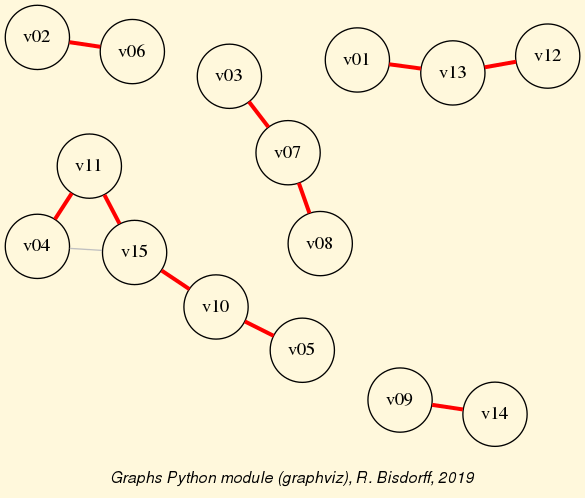 v02
v06
v03
v01
v13
v12
v07
v11
v04
v15
v08
v10
v05
v09
v14
Graphs Python module (graphviz), R. Bisdorff, 2019